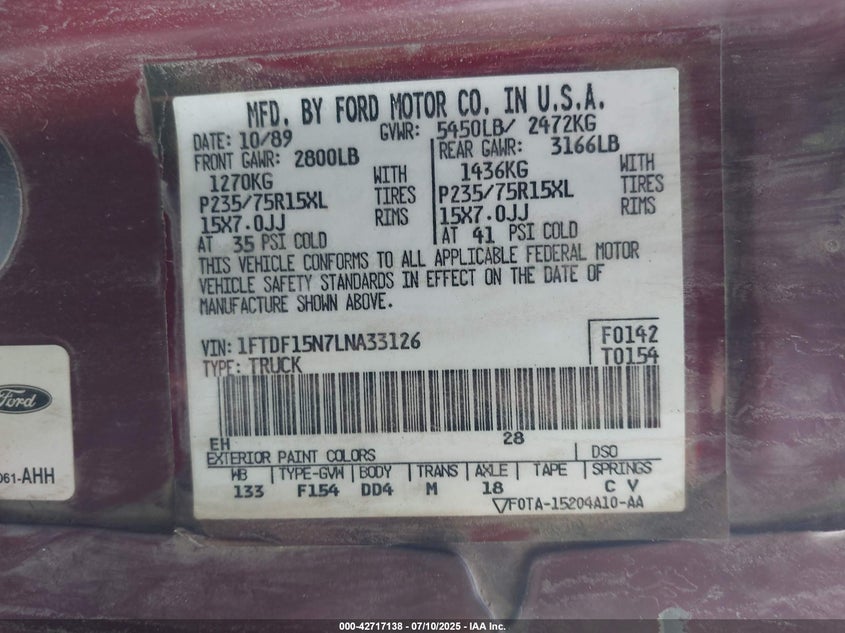 MFD. BY FORD MOTOR CO. IN U.S.A.
DATE: 10/89 GVWR: 5450LB/ 2472KG
FRONT GAWR: 2800LB REAR GAWR: 3166LB
1270KG WITH 1436KG WITH
P235/75R15XL TIRES P235/75R15XL TIRES
15X7.0JJ RIMS 15X7.0JJ RIMS
AT 35 PSI COLD AT 41 PSI COLD
THIS VEHICLE CONFORMS TO ALL APPLICABLE FEDERAL MOTOR
VEHICLE SAFETY STANDARDS IN EFFECT ON THE DATE OF
MANUFACTURE SHOWN ABOVE.
VIN: 1FTDF15N7LNA33126 F0142
TYPE: TRUCK T0154
EH 28
EXTERIOR PAINT COLORS DSO
WB TYPE-GVW BODY TRANS AXLE TAPE SPRINGS
133 F154 DD4 M 18 C V
F0TA-15204A10-AA
Ford
061-AHH
000-42717138 - 07/10/2025 - IAA Inc.